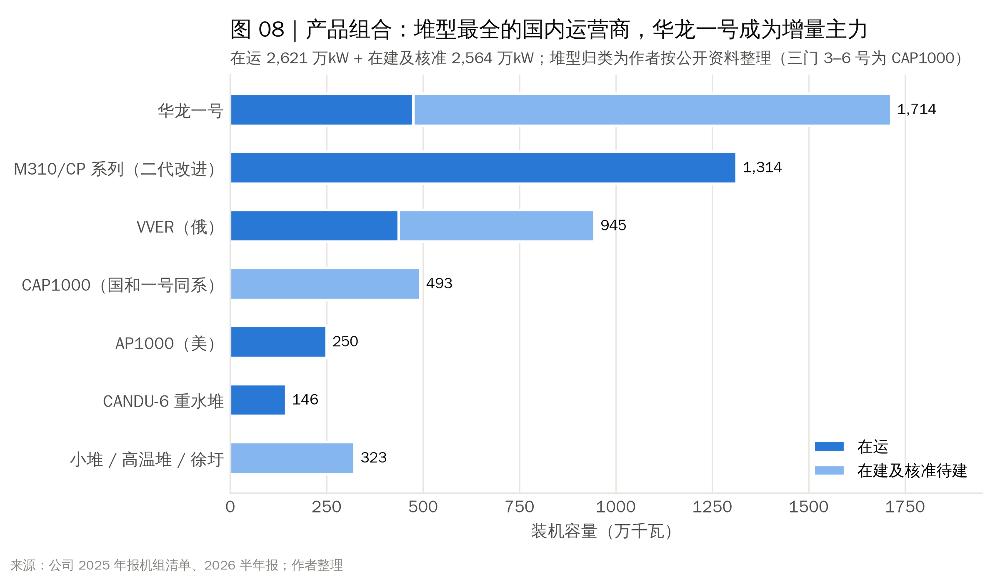 图 08｜产品组合：堆型最全的国内运营商，华龙一号成为增量主力
在运 2,621 万kW + 在建及核准 2,564 万kW；堆型归类为作者按公开资料整理（三门 3–6 号为 CAP1000）
华龙一号
1,714
M310/CP 系列（二代改进）
1,314
VVER（俄）
945
CAP1000（国和一号同系）
493
AP1000（美）
250
CANDU-6 重水堆
146
小堆 / 高温堆 / 徐圩
323
在运
在建及核准待建
0 250 500 750 1000 1250 1500 1750
装机容量（万千瓦）
来源：公司 2025 年报机组清单、2026 半年报；作者整理